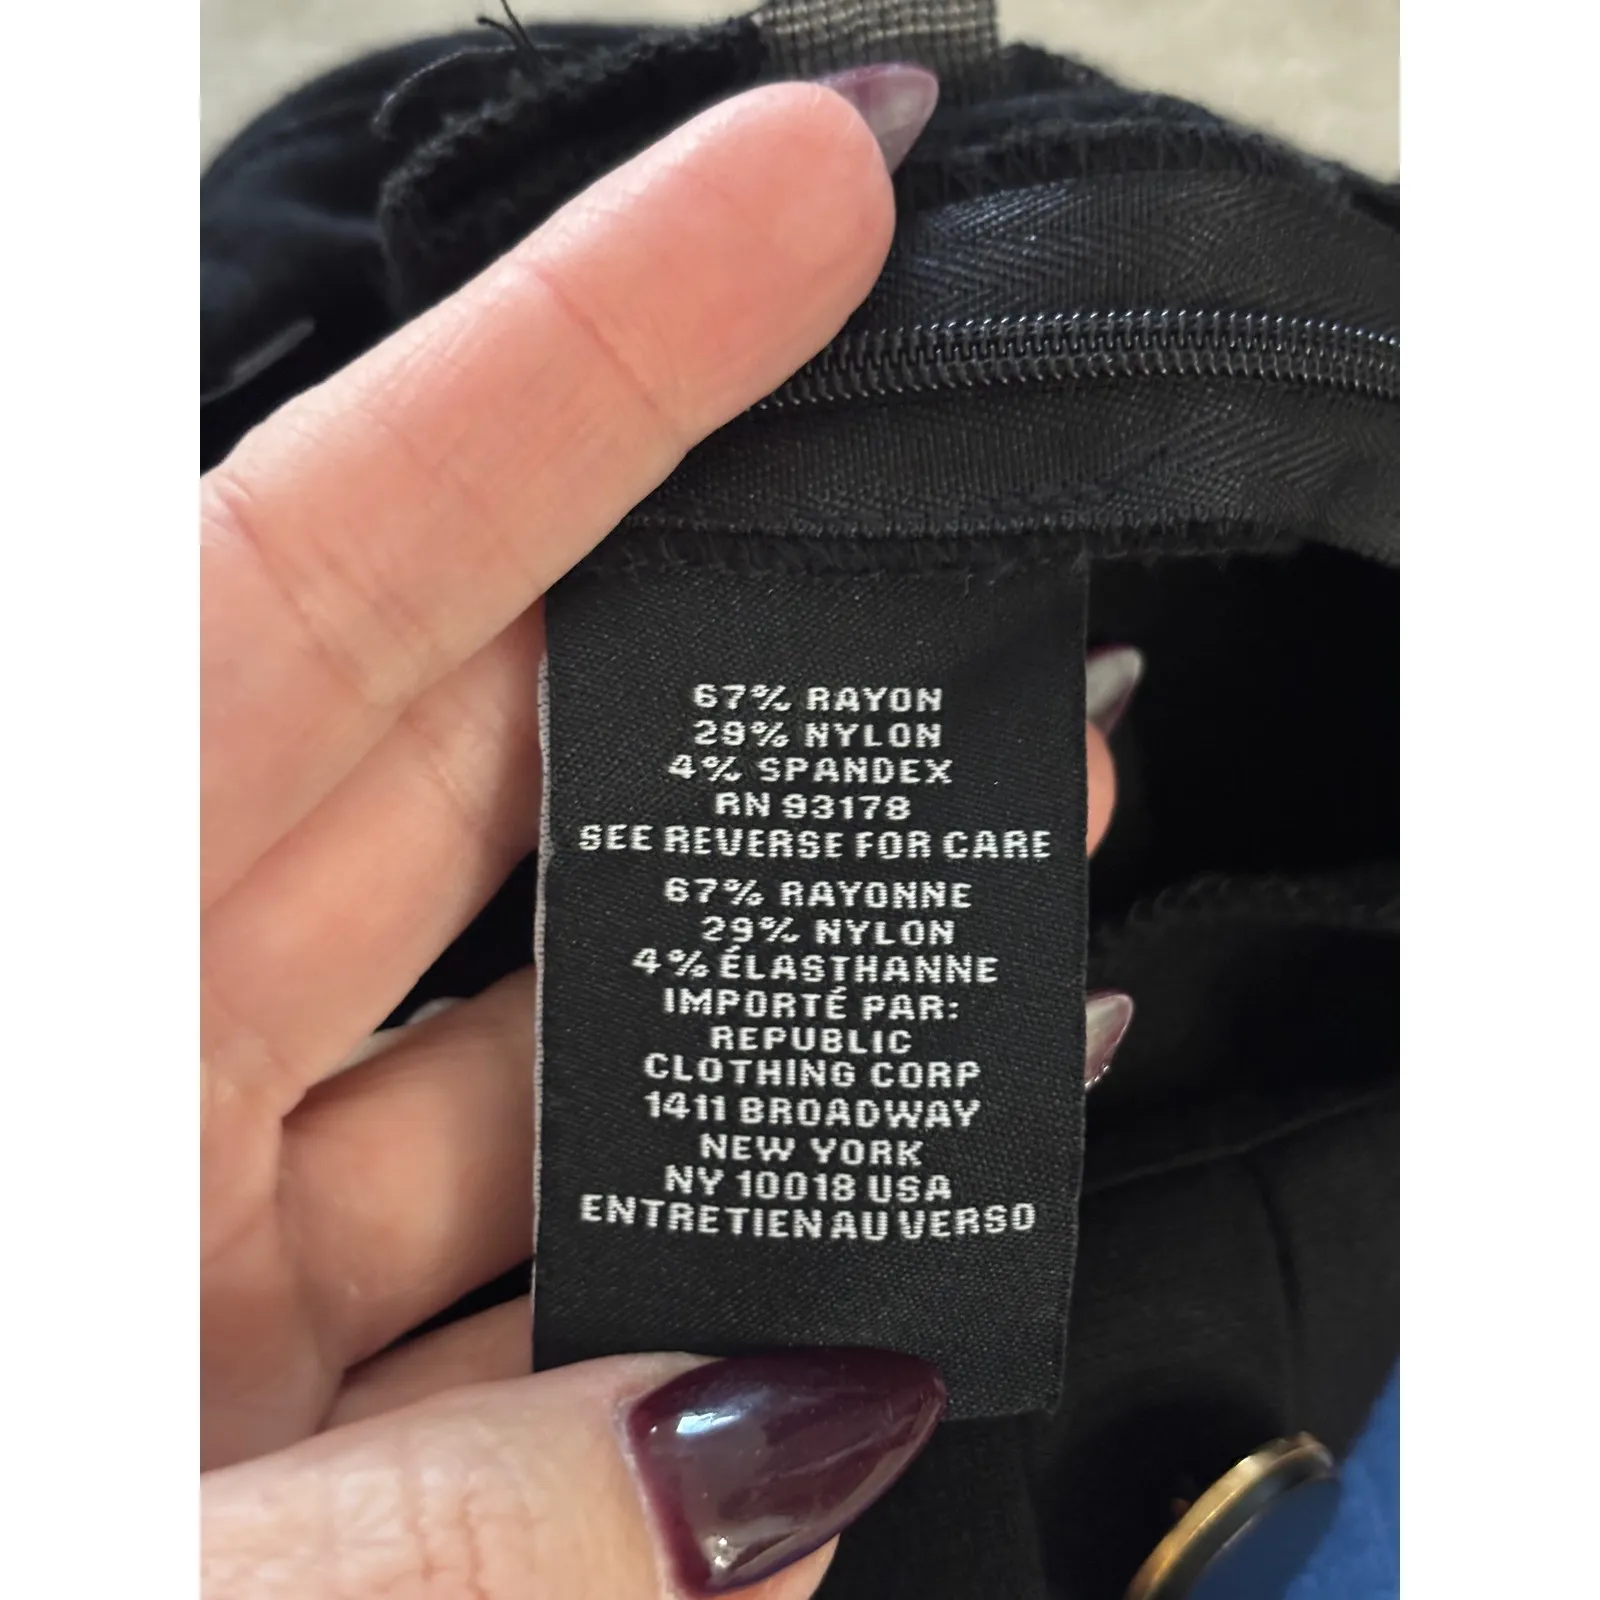 67% RAYON
29% NYLON
4% SPANDEX
RN 93178
SEE REVERSE FOR CARE
67% RAYONNE
29% NYLON
4% ÉLASTHANNE
IMPORTÉ PAR:
REPUBLIC
CLOTHING CORP
1411 BROADWAY
NEW YORK
NY 10018 USA
ENTRETIEN AU VERSO